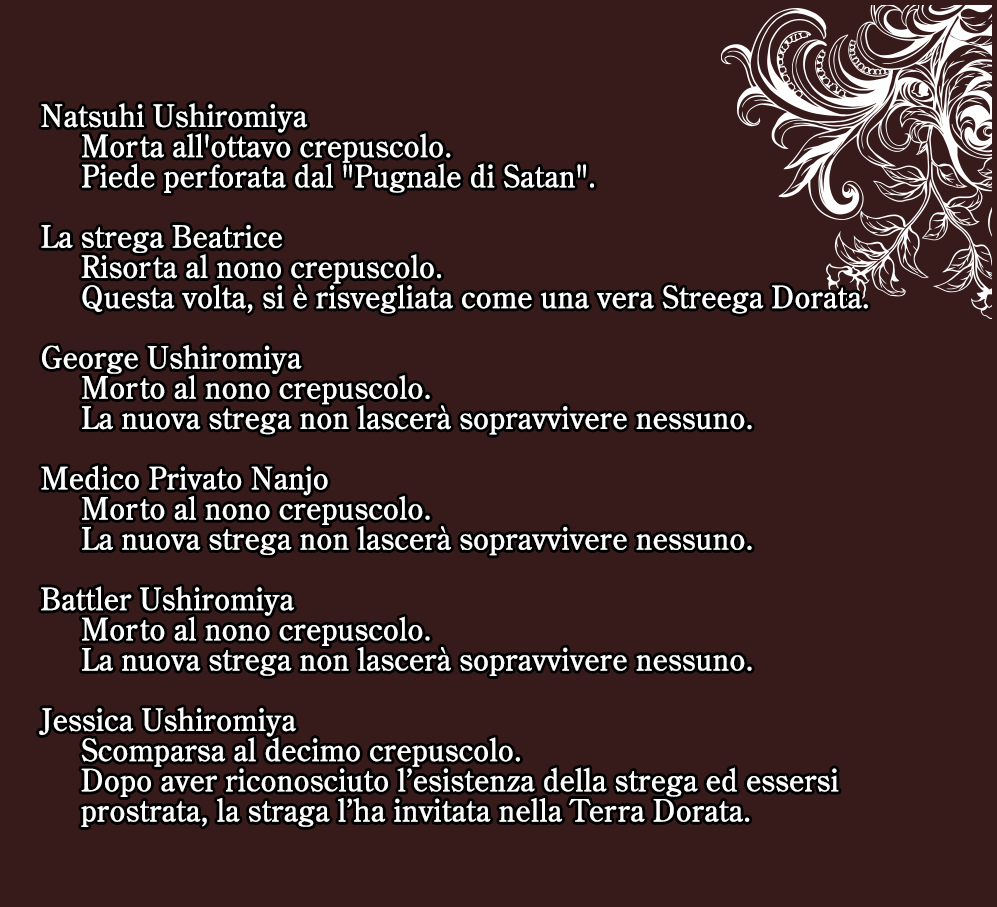 Natsuhi Ushiromiya
Morta all'ottavo crepuscolo.
Piede perforata dal "Pugnale di Satan".
La strega Beatrice
Risorta al nono crepuscolo.
Questa volta, si è risvegliata come una vera Streega Dorata.
George Ushiromiya
Morto al nono crepuscolo.
La nuova strega non lascerà sopravvivere nessuno.
Medico Privato Nanjo
Morto al nono crepuscolo.
La nuova strega non lascerà sopravvivere nessuno.
Battler Ushiromiya
Morto al nono crepuscolo.
La nuova strega non lascerà sopravvivere nessuno.
Jessica Ushiromiya
Scomparsa al decimo crepuscolo.
Dopo aver riconosciuto l’esistenza della strega ed essersi
prostrata, la straga l’ha invitata nella Terra Dorata.